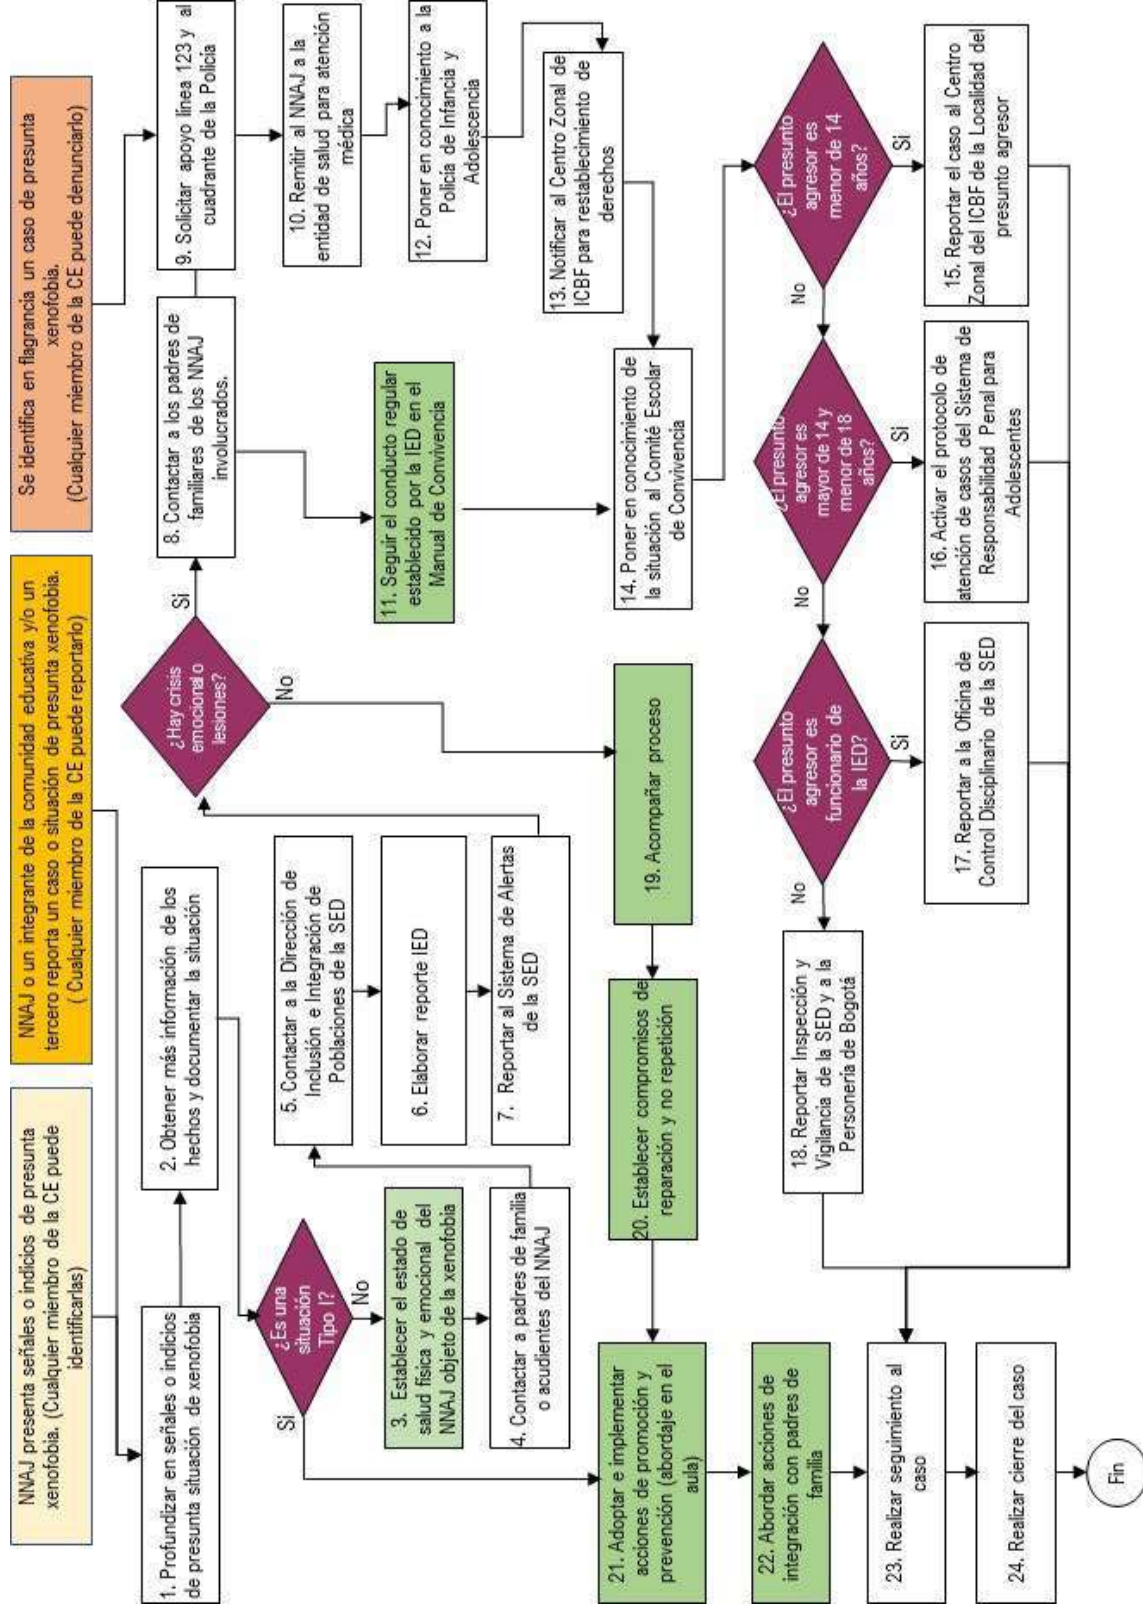 NNAJ presenta señales o indicios de presunta
xenofobia. (Cualquier miembro de la CE puede
identificarlas)
NNAJ o un integrante de la comunidad educativa y/o un
tercero reporta un caso o situación de presunta xenofobia.
( Cualquier miembro de la CE puede reportarlo)
Se identifica en flagrancia un caso de presunta
xenofobia.
(Cualquier miembro de la CE puede denunciarlo)
1. Profundizar en señales o indicios
de presunta situación de xenofobia
2. Obtener más información de los
hechos y documentar la situación
¿Es una
situación
Tipo I?
Si
No
3. Establecer el estado de
salud física y emocional del
NNAJ objeto de la xenofobia
4. Contactar a padres de familia
o acudientes del NNAJ
5. Contactar a la Dirección de
Inclusión e Integración de
Poblaciones de la SED
6. Elaborar reporte IED
7. Reportar al Sistema de Alertas
de la SED
¿Hay crisis
emocional o
lesiones?
Si
No
8. Contactar a los padres de
familiares de los NNAJ
involucrados.
9. Solicitar apoyo línea 123 y al
cuadrante de la Policía
10. Remitir al NNAJ a la
entidad de salud para atención
médica
11. Seguir el conducto regular
establecido por la IED en el
Manual de Convivencia
12. Poner en conocimiento a la
Policía de Infancia y
Adolescencia
13. Notificar al Centro Zonal de
ICBF para restablecimiento de
derechos
14. Poner en conocimiento de
la situación al Comité Escolar
de Convivencia
¿El presunto
agresor es
menor de 14
años?
Si
No
15. Reportar el caso al Centro
Zonal del ICBF de la Localidad del
presunto agresor
¿El presunto
agresor es
mayor de 14 y
menor de 18
años?
Si
No
16. Activar el protocolo de
atención de casos del Sistema de
Responsabilidad Penal para
Adolescentes
¿El presunto
agresor es
funcionario de
la IED?
Si
No
17. Reportar a la Oficina de
Control Disciplinario de la SED
18. Reportar Inspección y
Vigilancia de la SED y a la
Personería de Bogotá
19. Acompañar proceso
20. Establecer compromisos de
reparación y no repetición
21. Adoptar e implementar
acciones de promoción y
prevención (abordaje en el
aula)
22. Abordar acciones de
integración con padres de
familia
23. Realizar seguimiento al
caso
24. Realizar cierre del caso
Fin